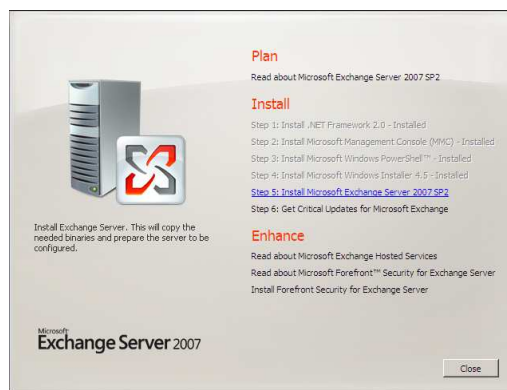 Plan
Read about Microsoft Exchange Server 2007 SP2
Install
Step 1: Install .NET Framework 2.0 - Installed
Step 2: Install Microsoft Management Console (MMC) - Installed
Step 3: Install Microsoft Windows PowerShell™ - Installed
Step 4: Install Microsoft Windows Installer 4.5 - Installed
Step 5: Install Microsoft Exchange Server 2007 SP2
Step 6: Get Critical Updates for Microsoft Exchange
Install Exchange Server. This will copy the
needed binaries and prepare the server to be
configured.
Enhance
Read about Microsoft Exchange Hosted Services
Read about Microsoft Forefront™ Security for Exchange Server
Install Forefront Security for Exchange Server
Microsoft
Exchange Server 2007
Close